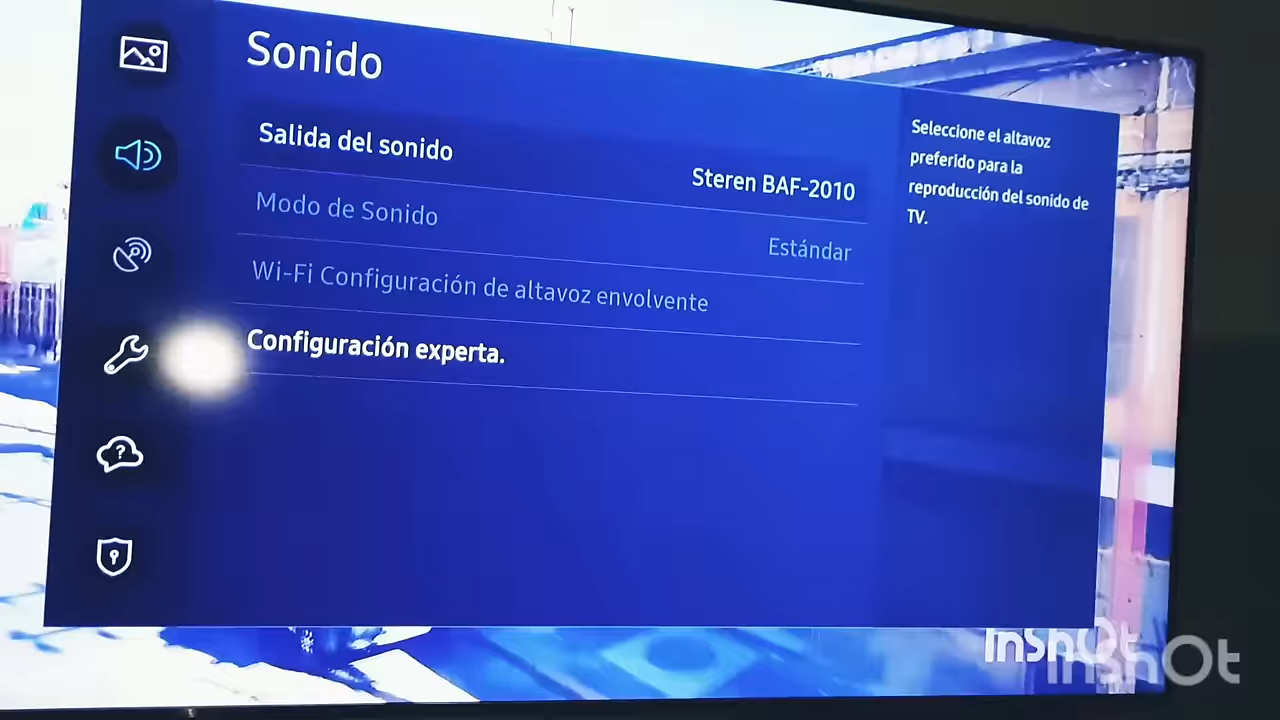 Sonido
Salida del sonido
Steren BAF-2010
Modo de Sonido
Estándar
Wi-Fi Configuración de altavoz envolvente
Configuración experta.
Seleccione el altavoz
preferido para la
reproducción del sonido de
TV.
InShOt
InShOt